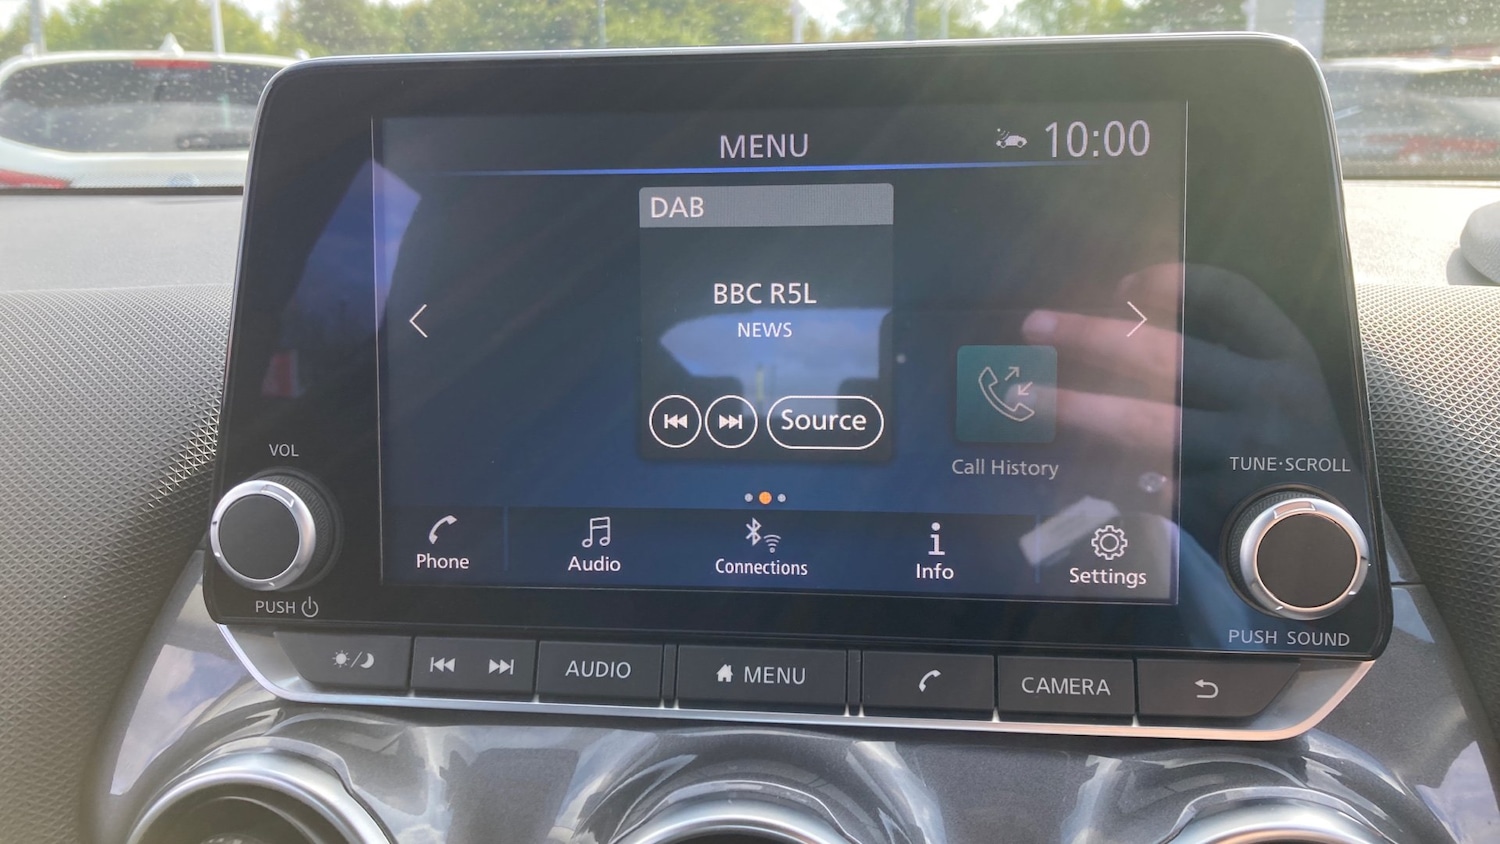 MENU
10:00
DAB
BBC R5L
NEWS
Source
Call History
Phone
Audio
Connections
Info
Settings
VOL
PUSH
TUNE·SCROLL
PUSH SOUND
AUDIO
MENU
CAMERA